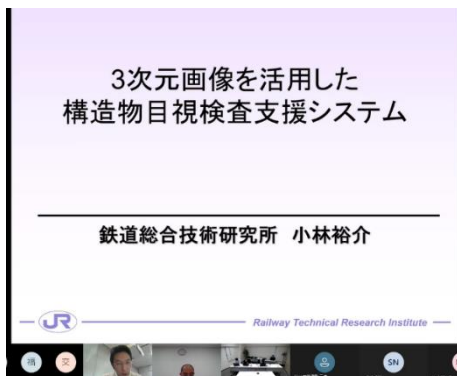 3次元画像を活用した
構造物目視検査支援システム
鉄道総合技術研究所 小林裕介
JR
Railway Technical Research Institute
交
SN